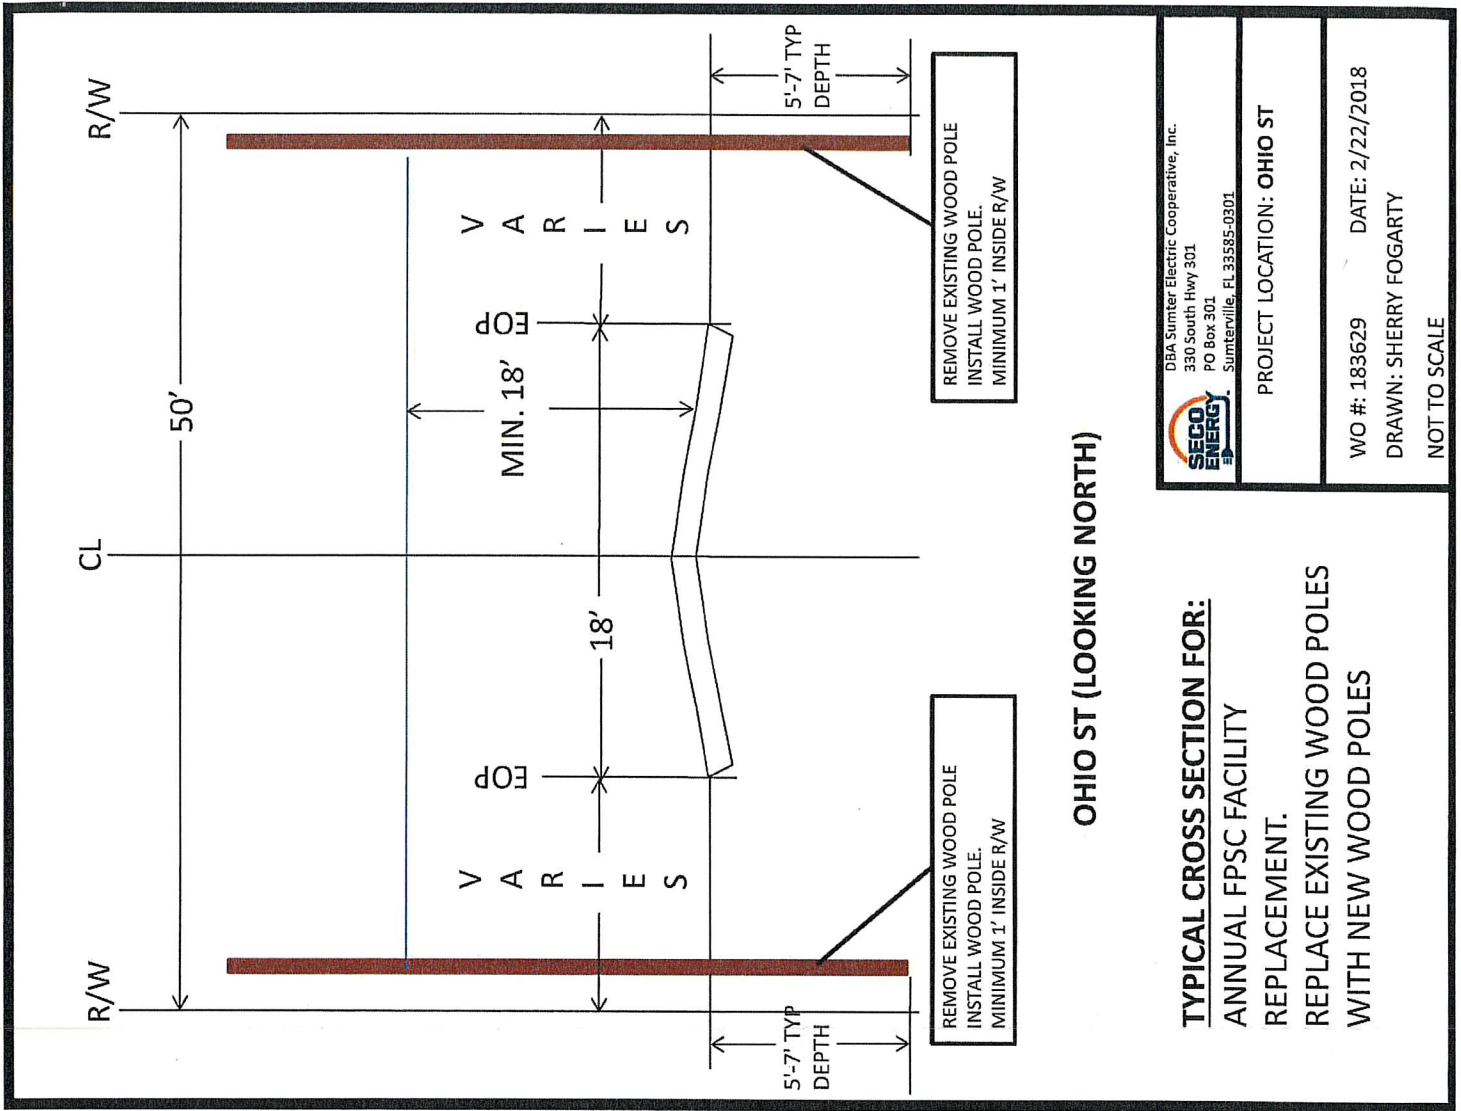 R/W
CL
R/W
50'
V
A
R
I
E
S
EOP
MIN. 18'
EOP
V
A
R
I
E
S
18'
5'-7' TYP
DEPTH
5'-7' TYP
DEPTH
REMOVE EXISTING WOOD POLE
INSTALL WOOD POLE.
MINIMUM 1' INSIDE R/W
REMOVE EXISTING WOOD POLE
INSTALL WOOD POLE.
MINIMUM 1' INSIDE R/W
OHIO ST (LOOKING NORTH)
TYPICAL CROSS SECTION FOR:
ANNUAL FPSC FACILITY
REPLACEMENT.
REPLACE EXISTING WOOD POLES
WITH NEW WOOD POLES
SECO
ENERGY
DBA Sumter Electric Cooperative, Inc.
330 South Hwy 301
PO Box 301
Sumterville, FL 33585-0301
PROJECT LOCATION: OHIO ST
WO #: 183629 DATE: 2/22/2018
DRAWN: SHERRY FOGARTY
NOT TO SCALE